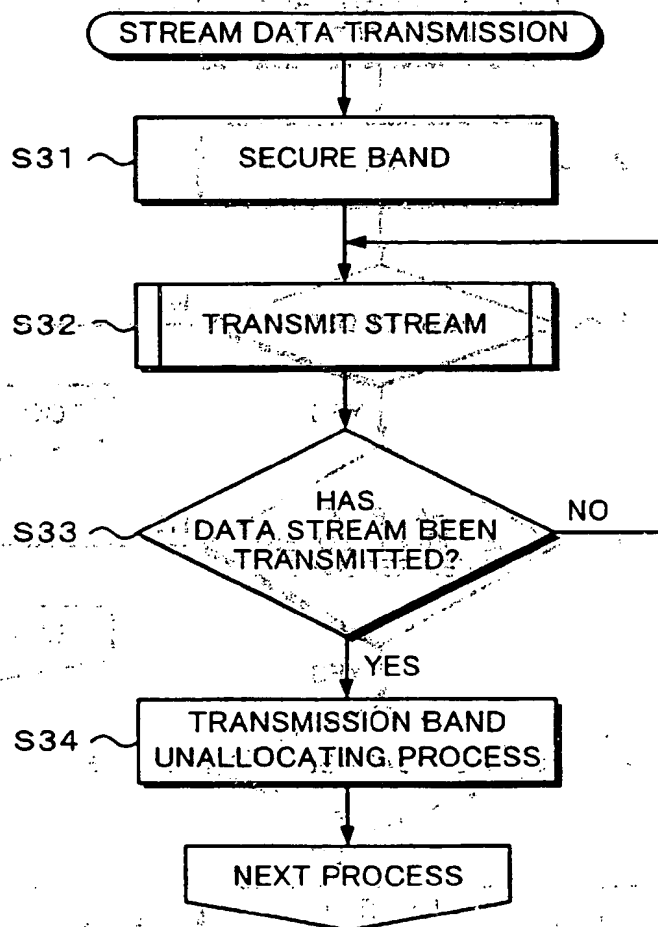 STREAM DATA TRANSMISSION
S31
SECURE BAND
S32
TRANSMIT STREAM
S33
HAS
DATA STREAM BEEN
TRANSMITTED?
NO
YES
S34
TRANSMISSION BAND
UNALLOCATING PROCESS
NEXT PROCESS